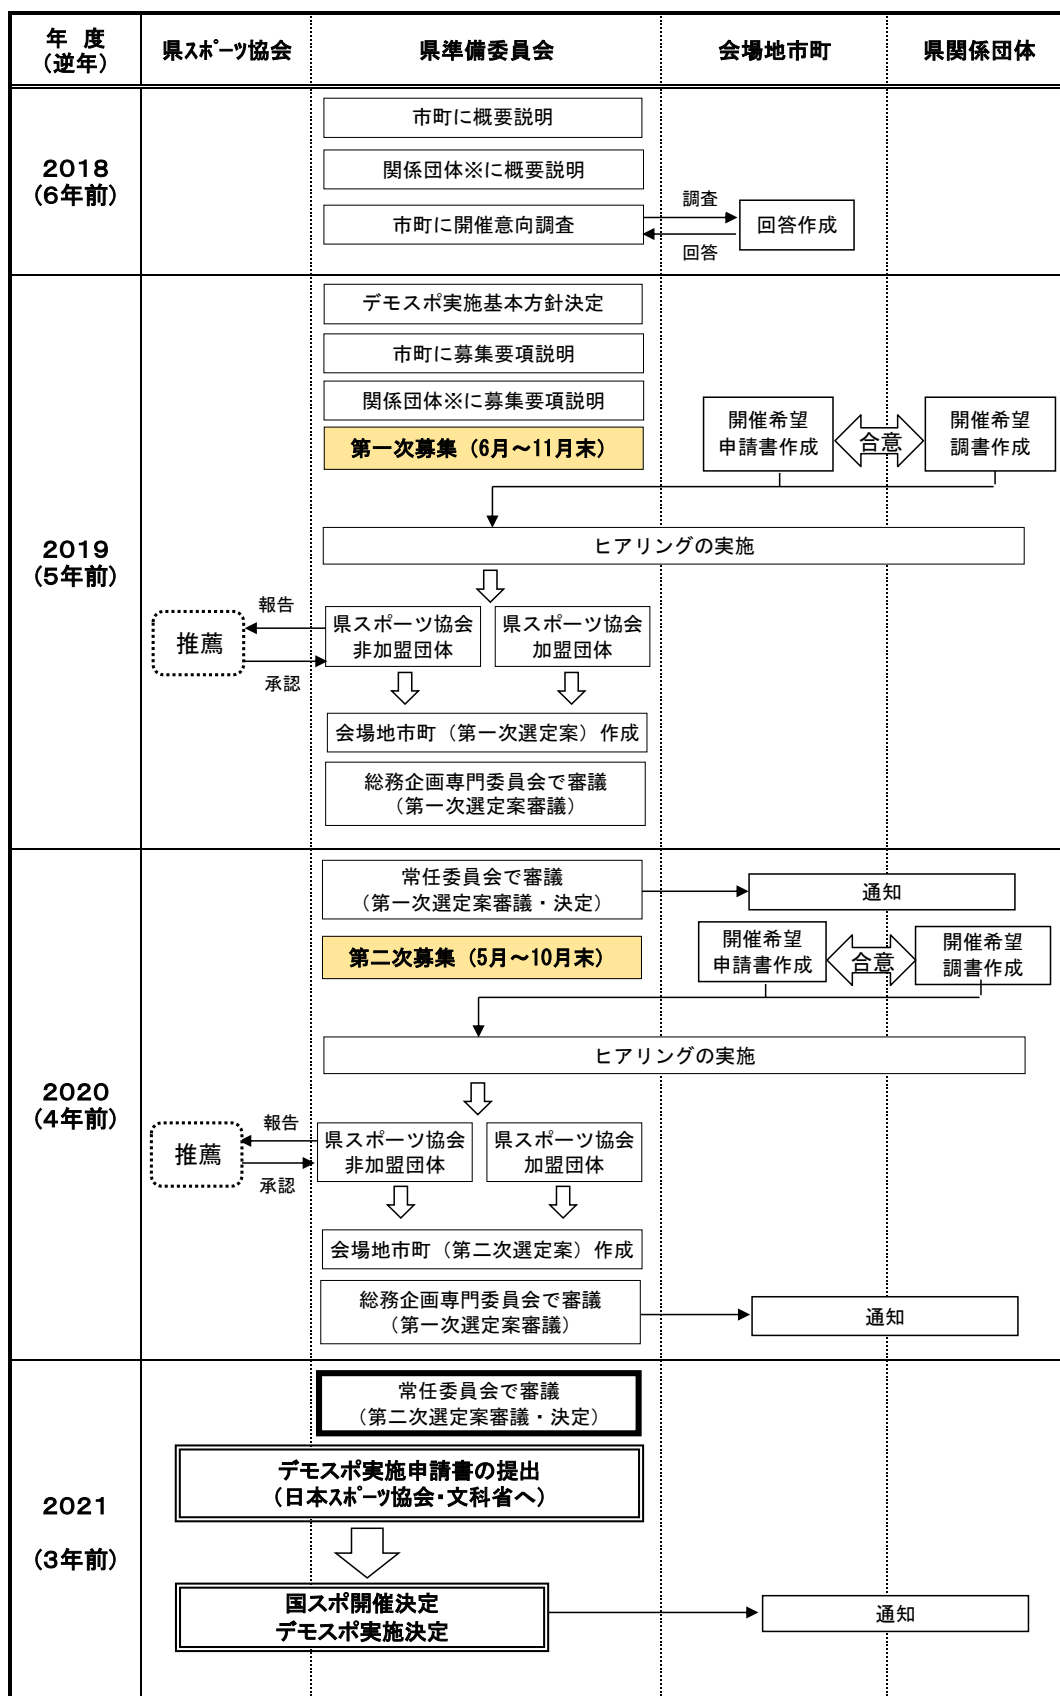 年 度
(逆年)
県スポーツ協会
県準備委員会
会場地市町
県関係団体
2018
(6年前)
市町に概要説明
関係団体※に概要説明
市町に開催意向調査
調査
回答
回答作成
2019
(5年前)
デモスポ実施基本方針決定
市町に募集要項説明
関係団体※に募集要項説明
第一次募集（6月～11月末）
開催希望
申請書作成
合意
開催希望
調書作成
ヒアリングの実施
推薦
報告
承認
県スポーツ協会
非加盟団体
県スポーツ協会
加盟団体
会場地市町（第一次選定案）作成
総務企画専門委員会で審議
（第一次選定案審議）
2020
(4年前)
常任委員会で審議
（第一次選定案審議・決定）
通知
第二次募集（5月～10月末）
開催希望
申請書作成
合意
開催希望
調書作成
ヒアリングの実施
推薦
報告
承認
県スポーツ協会
非加盟団体
県スポーツ協会
加盟団体
会場地市町（第二次選定案）作成
総務企画専門委員会で審議
（第一次選定案審議）
通知
2021
(3年前)
常任委員会で審議
（第二次選定案審議・決定）
デモスポ実施申請書の提出
（日本スポーツ協会・文科省へ）
国スポ開催決定
デモスポ実施決定
通知